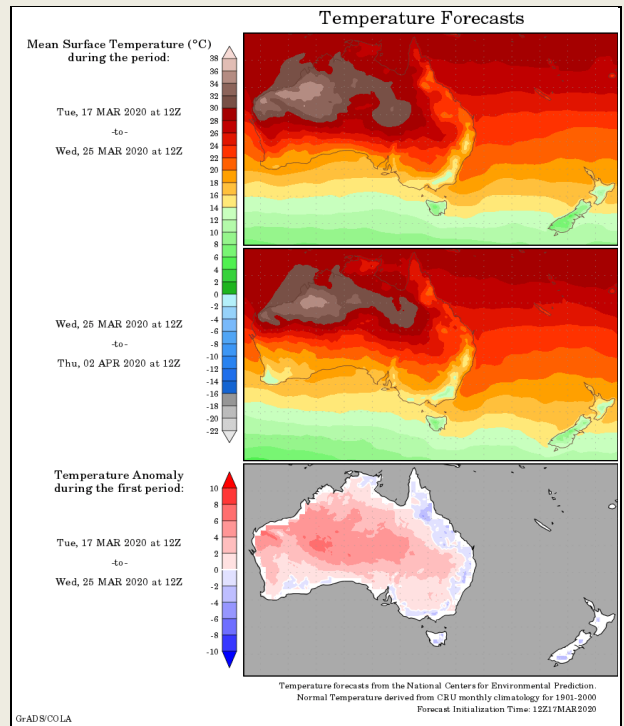 Temperature Forecasts
Mean Surface Temperature (°C)
during the period:
Tue, 17 MAR 2020 at 12Z
-to-
Wed, 25 MAR 2020 at 12Z
38
36
34
32
30
28
26
24
22
20
18
16
14
12
10
8
6
4
2
0
-2
-4
-6
-8
-10
-12
-14
-16
-18
-20
-22
Wed, 25 MAR 2020 at 12Z
-to-
Thu, 02 APR 2020 at 12Z
Temperature Anomaly
during the first period:
Tue, 17 MAR 2020 at 12Z
-to-
Wed, 25 MAR 2020 at 12Z
10
8
6
4
2
0
-2
-4
-6
-8
-10
Temperature forecasts from the National Centers for Environmental Prediction.
Normal Temperature derived from CRU monthly climatology for 1901-2000
Forecast Initialization Time: 12Z17MAR2020
GrADS/COLA